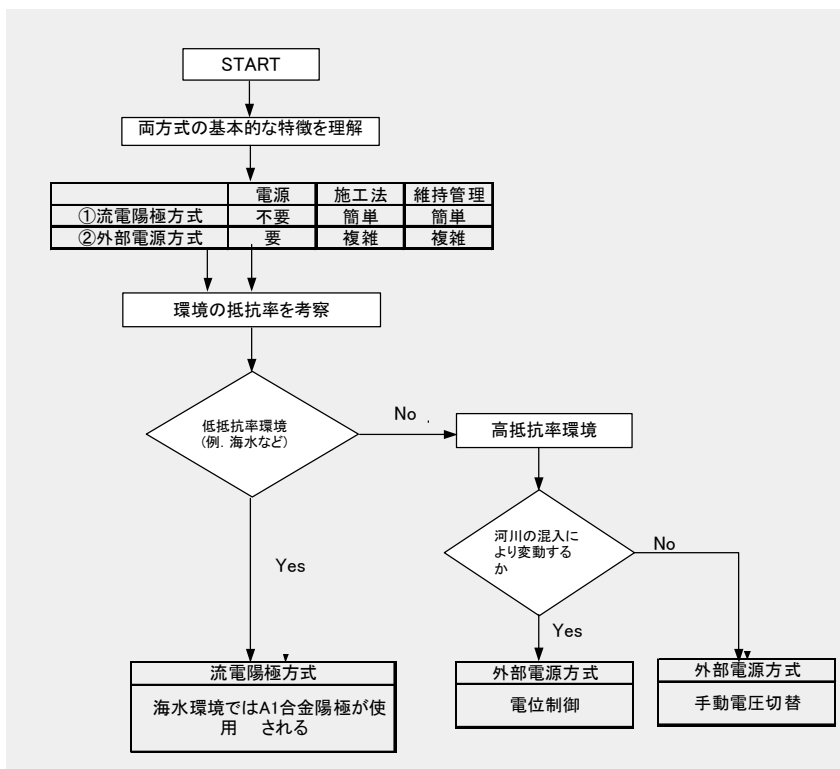 START
両方式の基本的な特徴を理解
電源 施工法 維持管理
①流電陽極方式 不要 簡単 簡単
②外部電源方式 要 複雑 複雑
環境の抵抗率を考察
低抵抗率環境
(例. 海水など)
No
高抵抗率環境
河川の混入に
より変動する
か
No
Yes
Yes
流電陽極方式
海水環境ではA1合金陽極が使
用 される
外部電源方式
電位制御
外部電源方式
手動電圧切替